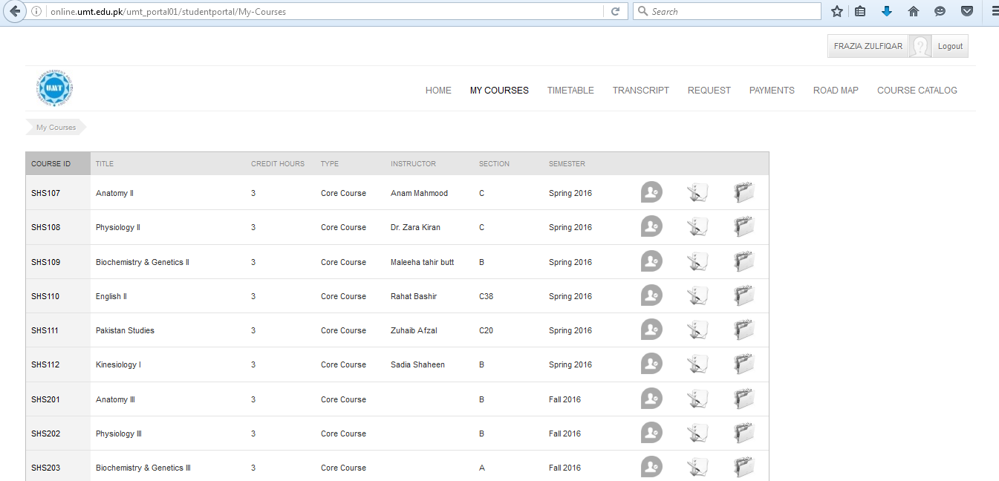 online.umt.edu.pk/umt_portal01/studentportal/My-Courses Search
FRAZIA ZULFIQAR Logout
UMT
HOME MY COURSES TIMETABLE TRANSCRIPT REQUEST PAYMENTS ROAD MAP COURSE CATALOG
My Courses
COURSE ID TITLE CREDIT HOURS TYPE INSTRUCTOR SECTION SEMESTER
SHS107 Anatomy II 3 Core Course Anam Mahmood C Spring 2016
SHS108 Physiology II 3 Core Course Dr. Zara Kiran C Spring 2016
SHS109 Biochemistry & Genetics II 3 Core Course Maleeha tahir butt B Spring 2016
SHS110 English II 3 Core Course Rahat Bashir C38 Spring 2016
SHS111 Pakistan Studies 3 Core Course Zuhaib Afzal C20 Spring 2016
SHS112 Kinesiology I 3 Core Course Sadia Shaheen B Spring 2016
SHS201 Anatomy III 3 Core Course B Fall 2016
SHS202 Physiology III 3 Core Course B Fall 2016
SHS203 Biochemistry & Genetics III 3 Core Course A Fall 2016